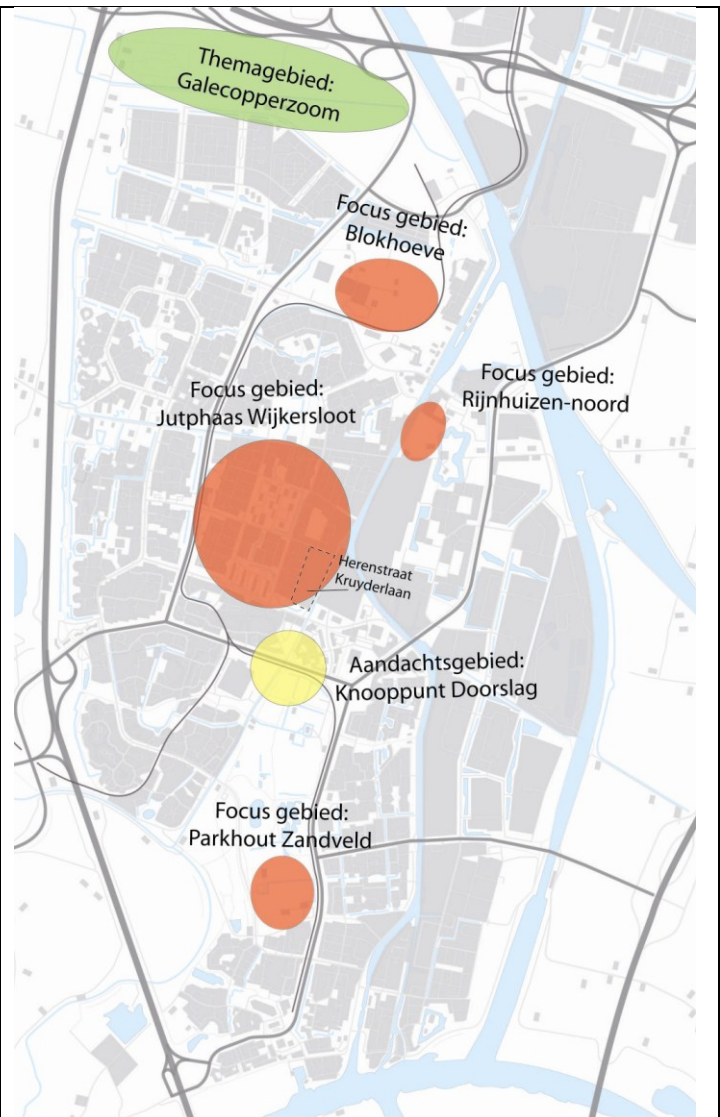 Themagebied:
Galecopperzoom
Focus gebied:
Blokhoeve
Focus gebied:
Rijnhuizen-noord
Focus gebied:
Jutphaas Wijkersloot
Herenstraat
Kruyderlaan
Aandachtsgebied:
Knooppunt Doorslag
Focus gebied:
Parkhout Zandveld